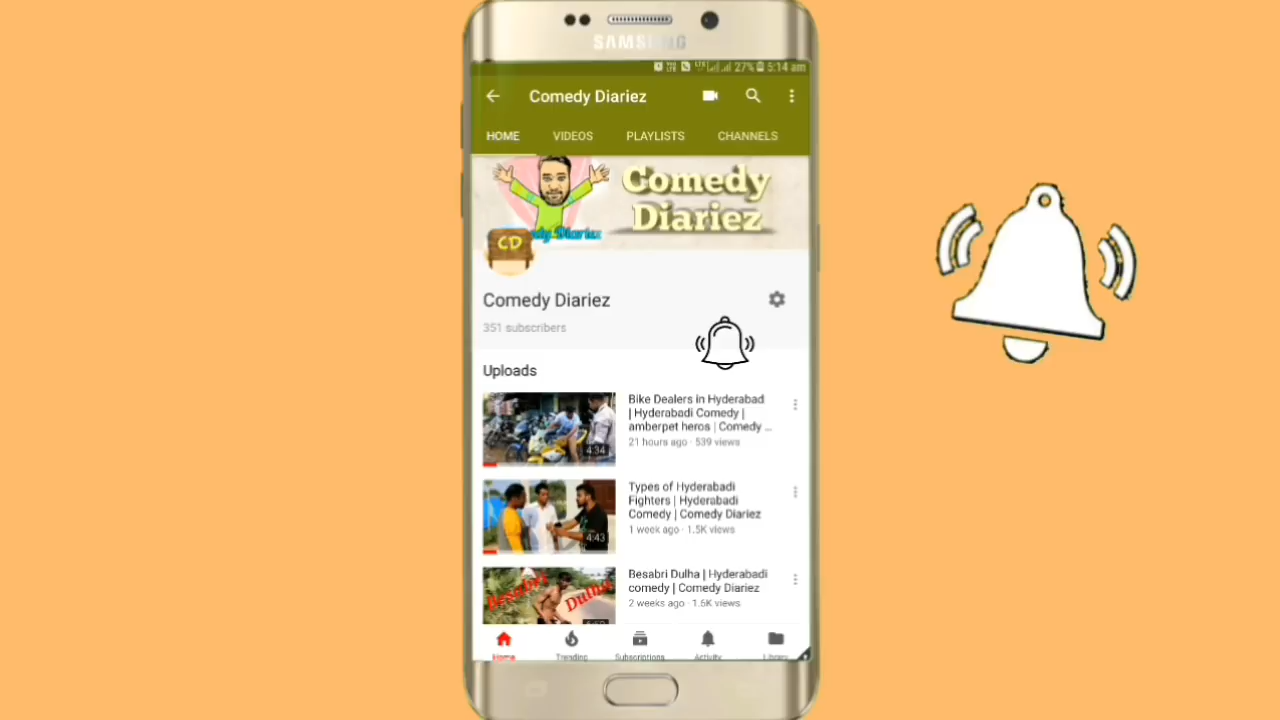 SAMSUNG
27% 5:14 am
Comedy Diariez
HOME VIDEOS PLAYLISTS CHANNELS
Comedy
Diariez
CD
Comedy Diariez
351 subscribers
Uploads
Bike Dealers in Hyderabad
| Hyderabadi Comedy |
amberpet heros | Comedy ...
21 hours ago · 539 views
4:34
Types of Hyderabadi
Fighters | Hyderabadi
Comedy | Comedy Diariez
1 week ago · 1.5K views
4:43
Besabri Dulha | Hyderabadi
comedy | Comedy Diariez
2 weeks ago · 1.6K views
Besabri Dulha
Home Trending Subscriptions Activity Library